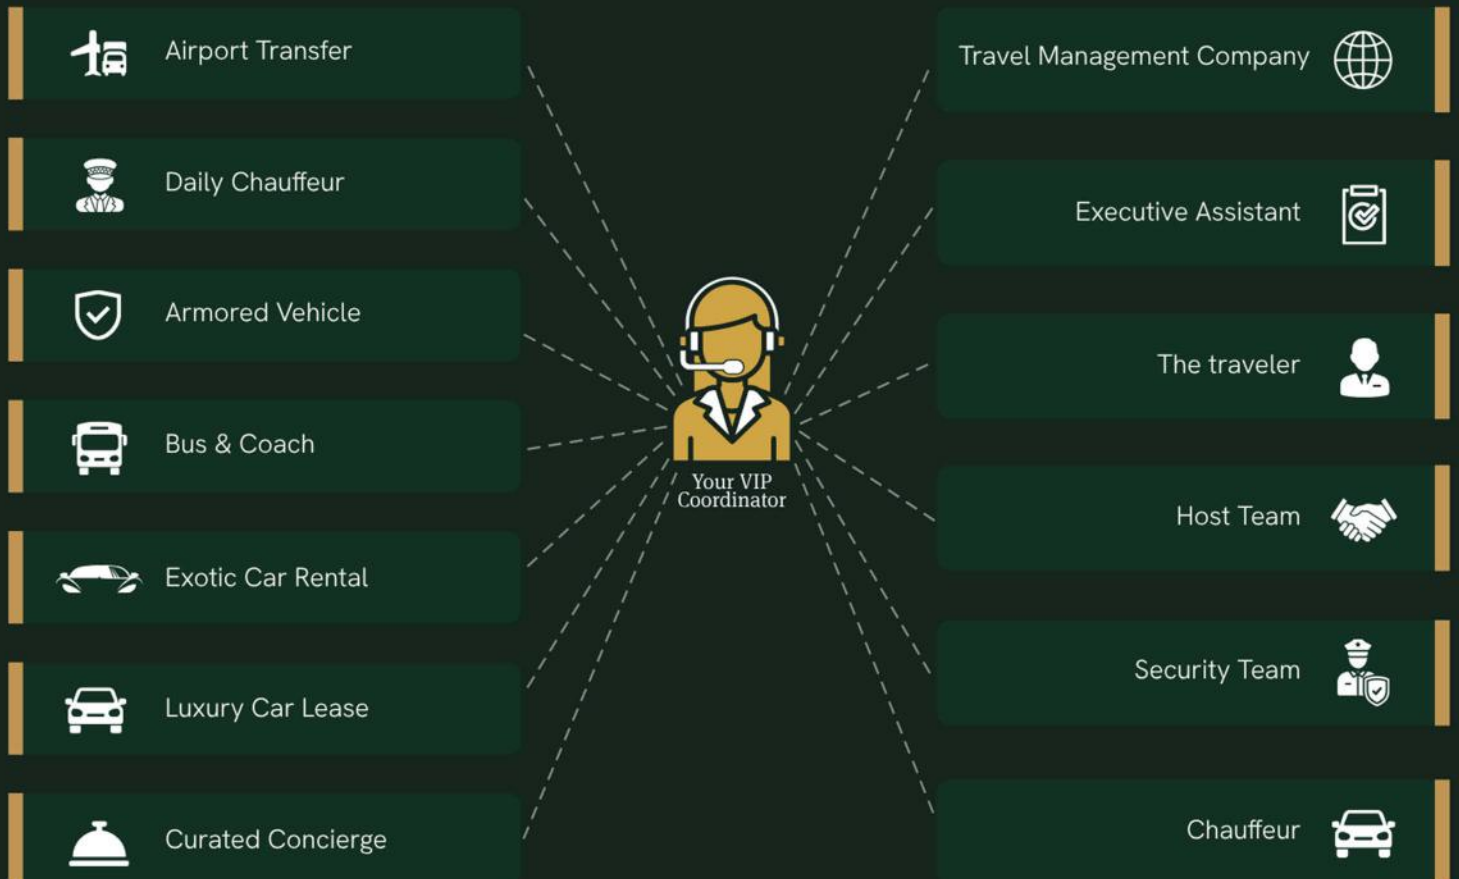 Airport Transfer
Daily Chauffeur
Armored Vehicle
Bus & Coach
Exotic Car Rental
Luxury Car Lease
Curated Concierge
Your VIP
Coordinator
Travel Management Company
Executive Assistant
The traveler
Host Team
Security Team
Chauffeur